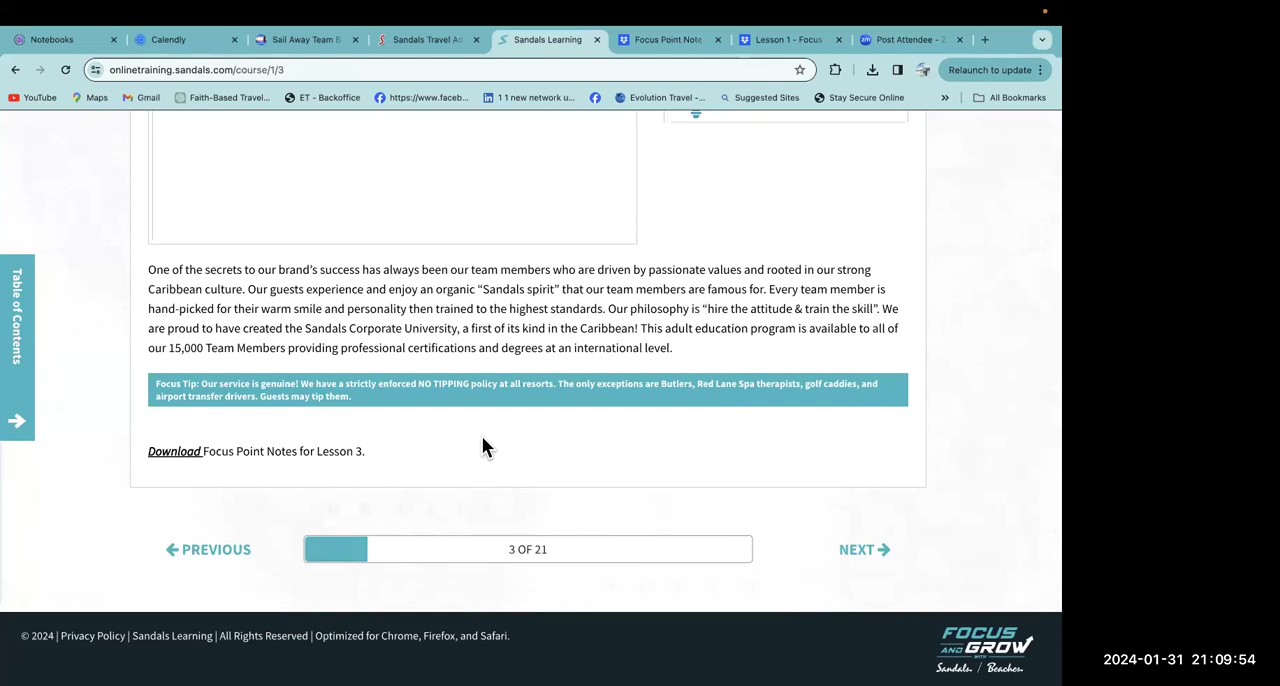 Notebooks
Calendly
Sail Away Team B
Sandals Travel Ad
Sandals Learning
Focus Point Note
Lesson 1 - Focus
Post Attendee - Z
onlinetraining.sandals.com/course/1/3
Relaunch to update
YouTube
Maps
Gmail
Faith-Based Travel...
ET - Backoffice
https://www.faceb...
1 1 new network u...
Evolution Travel -...
Suggested Sites
Stay Secure Online
»
All Bookmarks
Table of Contents
One of the secrets to our brand’s success has always been our team members who are driven by passionate values and rooted in our strong
Caribbean culture. Our guests experience and enjoy an organic “Sandals spirit” that our team members are famous for. Every team member is
hand-picked for their warm smile and personality then trained to the highest standards. Our philosophy is “hire the attitude & train the skill”. We
are proud to have created the Sandals Corporate University, a first of its kind in the Caribbean! This adult education program is available to all of
our 15,000 Team Members providing professional certifications and degrees at an international level.
Focus Tip: Our service is genuine! We have a strictly enforced NO TIPPING policy at all resorts. The only exceptions are Butlers, Red Lane Spa therapists, golf caddies, and
airport transfer drivers. Guests may tip them.
Download Focus Point Notes for Lesson 3.
PREVIOUS
3 OF 21
NEXT
© 2024 | Privacy Policy | Sandals Learning | All Rights Reserved | Optimized for Chrome, Firefox, and Safari.
FOCUS
AND GROW
WITH
Sandals / Beaches
2024-01-31 21:09:54